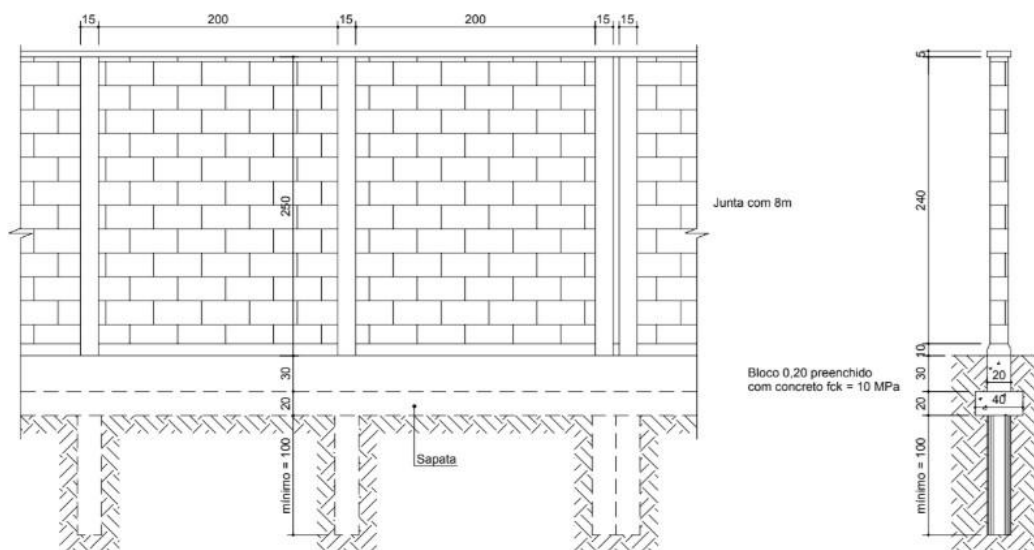 15
200
15
200
15
15
250
30
20
mínimo = 100
Sapata
Junta com 8m
Bloco 0,20 preenchido
com concreto fck = 10 MPa
5
240
10
30
20
mínimo = 100
20
40